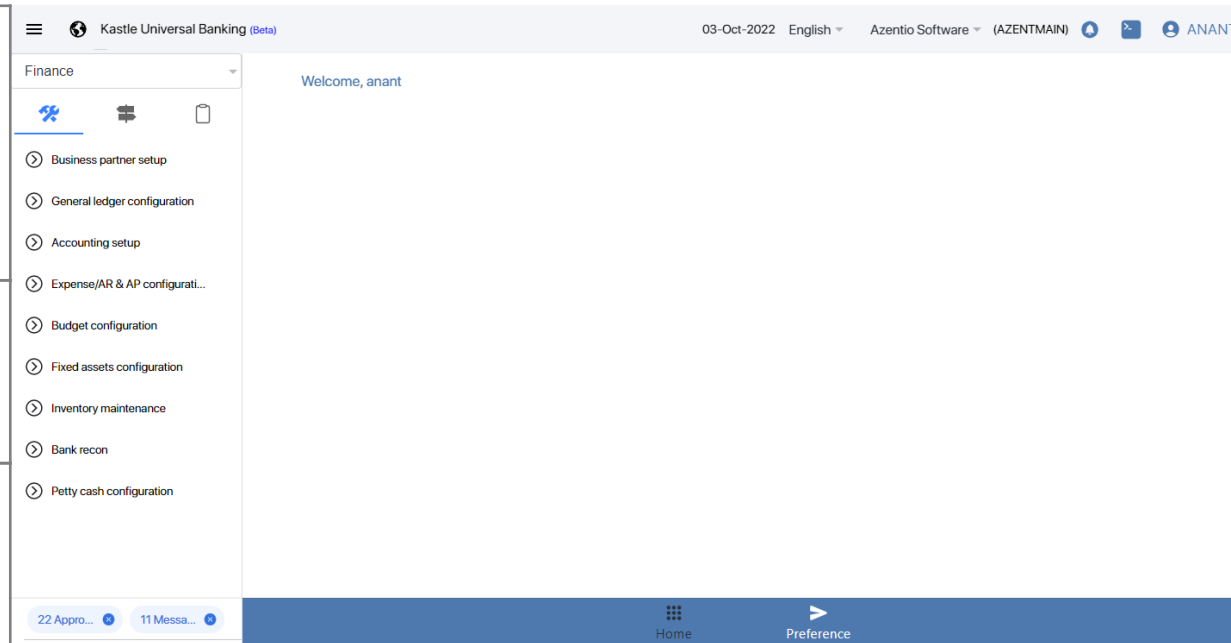 Kastle Universal Banking (Beta) 03-Oct-2022 English Azentio Software (AZENTMAIN) ANANT
Finance
Welcome, anant
Business partner setup
General ledger configuration
Accounting setup
Expense/AR & AP configurati...
Budget configuration
Fixed assets configuration
Inventory maintenance
Bank recon
Petty cash configuration
22 Appro... 11 Messa...
Home Preference